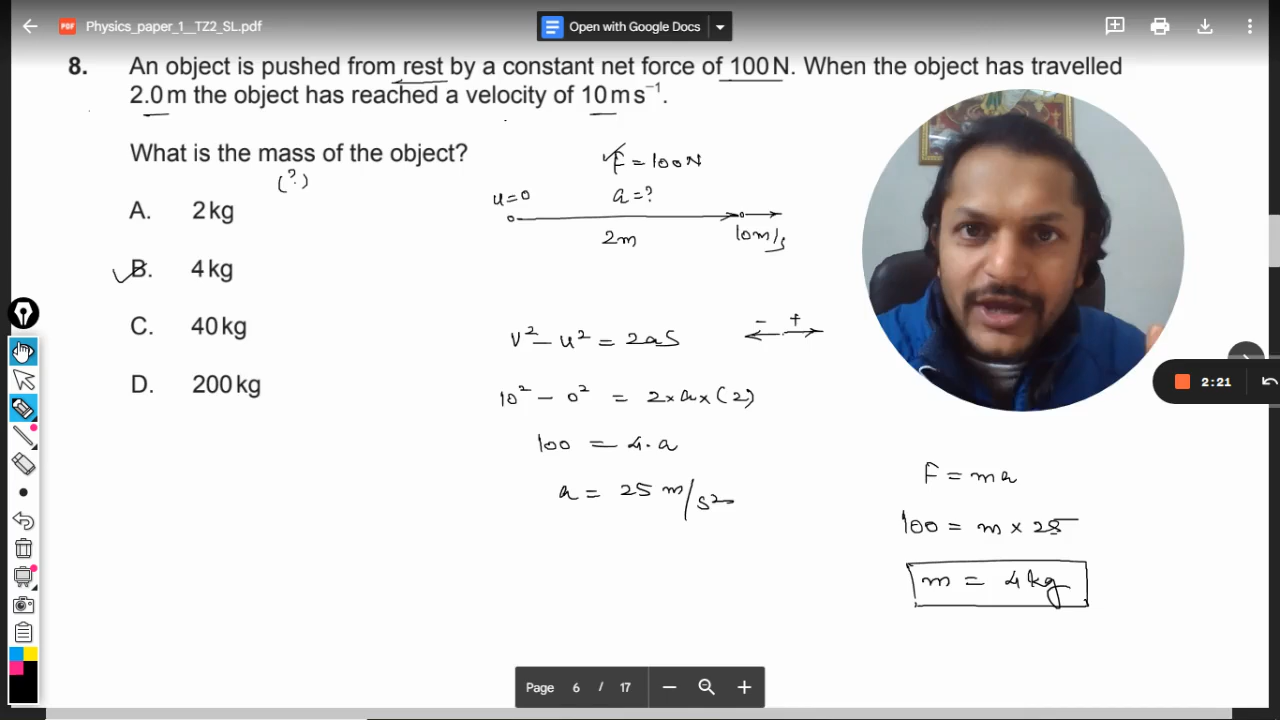 Physics_paper_1__TZ2_SL.pdf
Open with Google Docs
8. An object is pushed from rest by a constant net force of 100 N. When the object has travelled
2.0 m the object has reached a velocity of 10 m s⁻¹.
What is the mass of the object?
(?)
A. 2 kg
B. 4 kg
C. 40 kg
D. 200 kg
F = 100 N
u = 0
a = ?
2m
10m/s
v² - u² = 2as
- +
10² - 0² = 2 × a × (2)
100 = 4.a
a = 25 m/s²
F = ma
100 = m × 25
m = 4 kg
2:21
Page 6 / 17